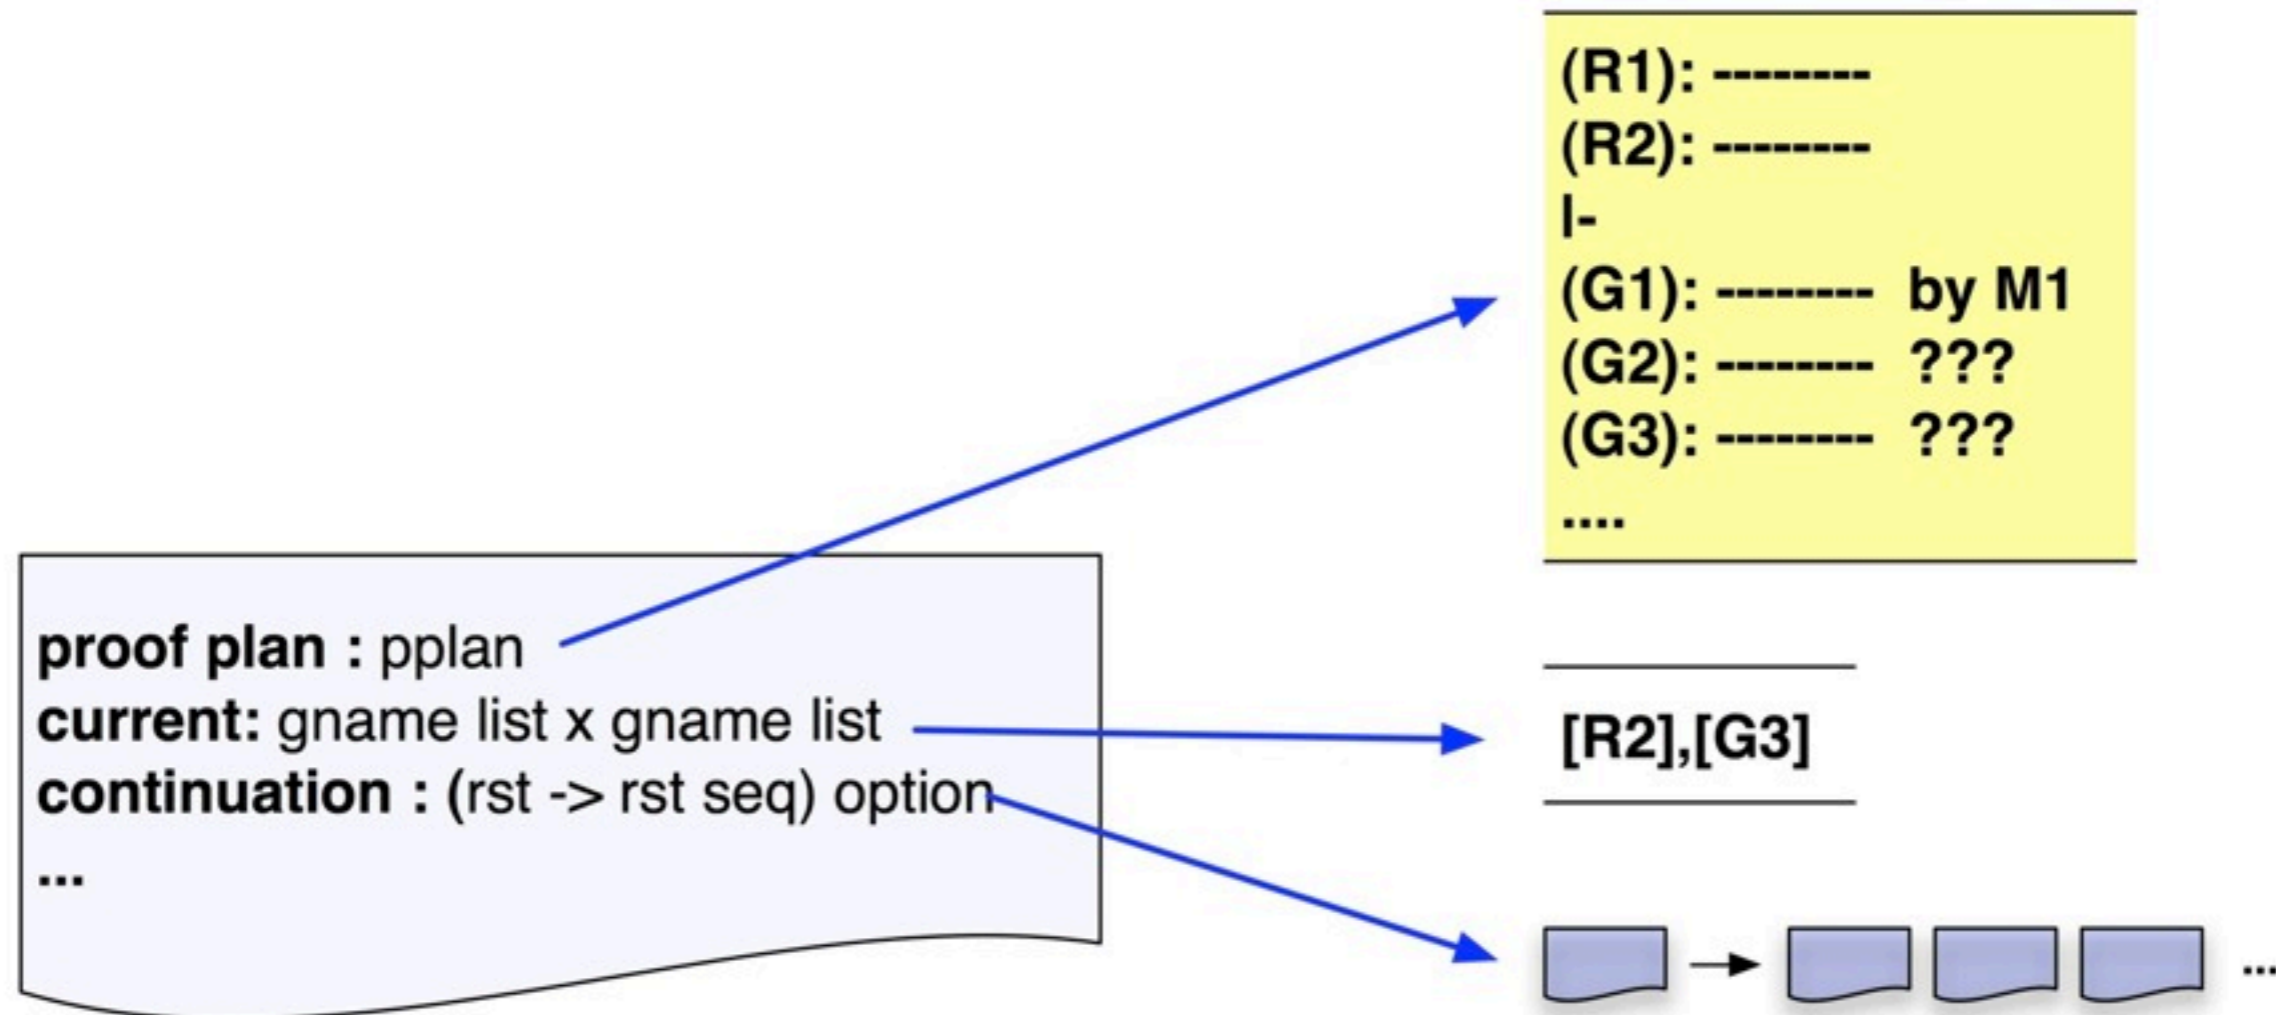 (R1): --------
(R2): --------
|-
(G1): -------- by M1
(G2): -------- ???
(G3): -------- ???
....
proof plan : pplan
current: gname list x gname list
continuation : (rst -> rst seq) option
...
[R2],[G3]
...